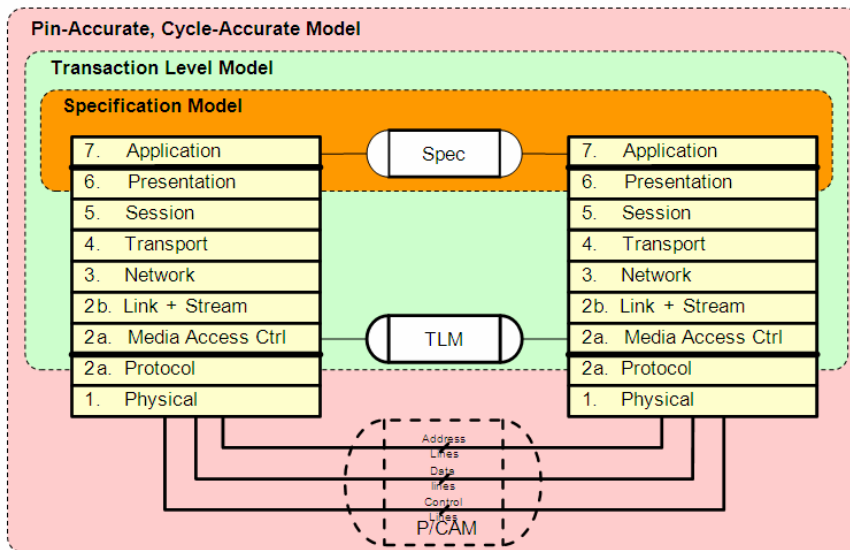 Pin-Accurate, Cycle-Accurate Model
Transaction Level Model
Specification Model
7. Application
Spec
7. Application
6. Presentation
6. Presentation
5. Session
5. Session
4. Transport
4. Transport
3. Network
3. Network
2b. Link + Stream
2b. Link + Stream
2a. Media Access Ctrl
TLM
2a. Media Access Ctrl
2a. Protocol
2a. Protocol
1. Physical
1. Physical
Address
Lines
Data
lines
Control
Lines
P/CAM